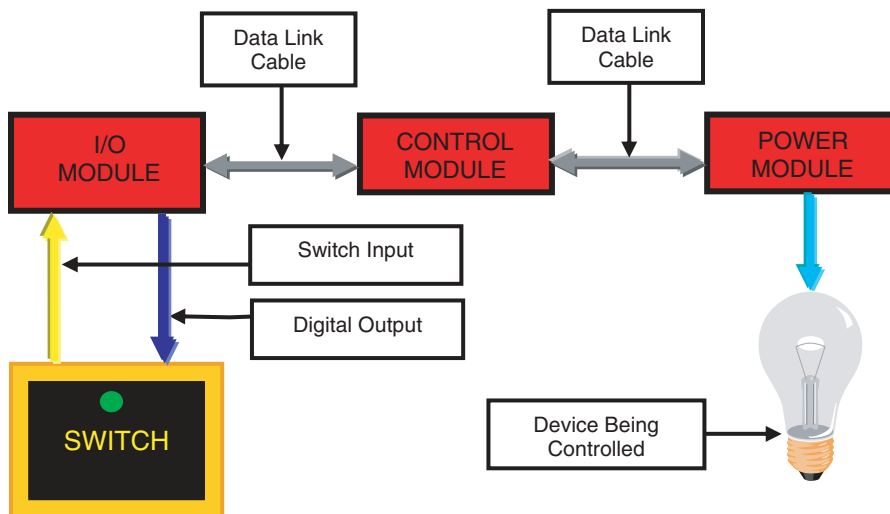 Data Link
Cable
Data Link
Cable
I/O
MODULE
CONTROL
MODULE
POWER
MODULE
Switch Input
Digital Output
SWITCH
Device Being
Controlled